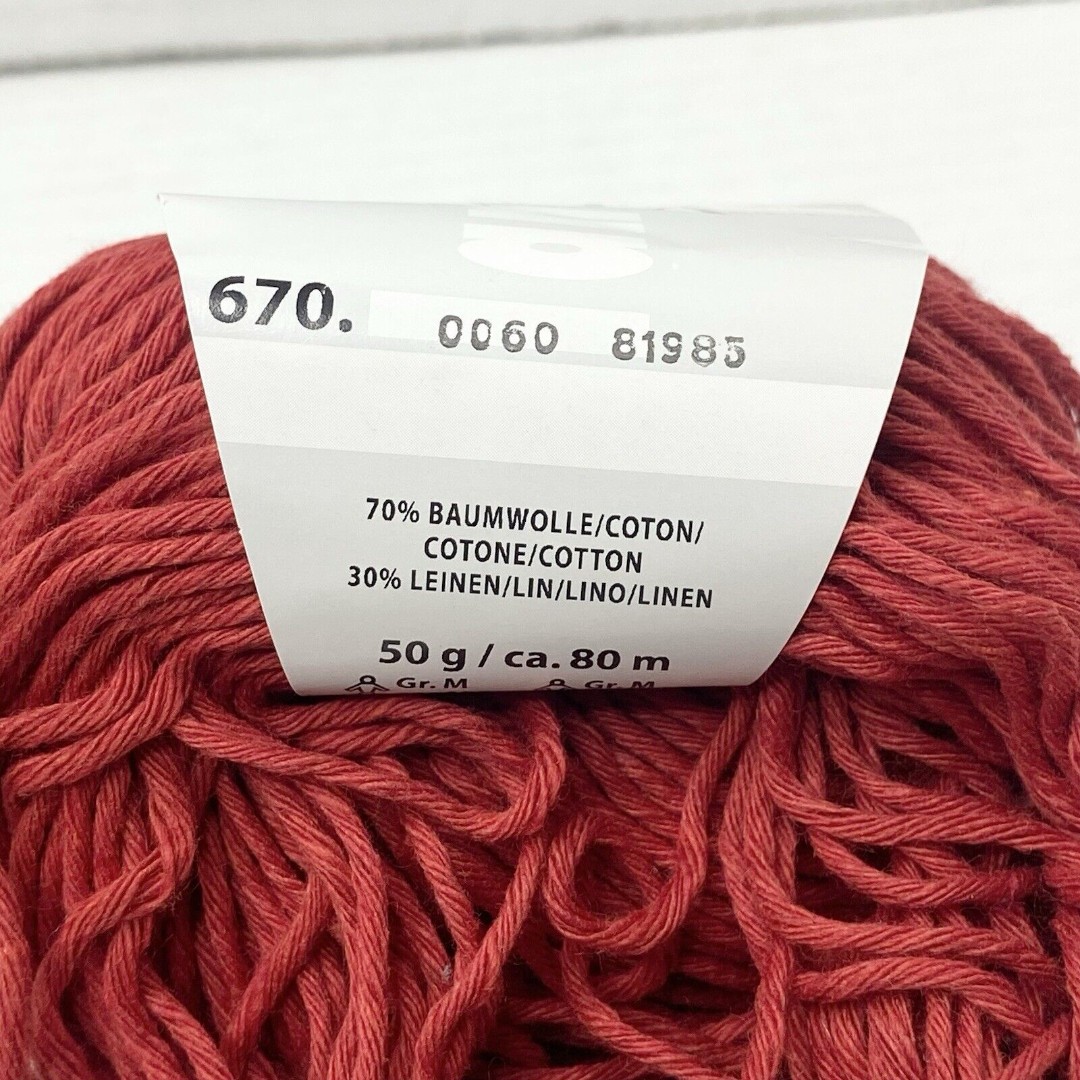 670. 0060 81985
70% BAUMWOLLE/COTON/
COTONE/COTTON
30% LEINEN/LIN/LINO/LINEN
50 g / ca. 80 m
Gr. M Gr. M